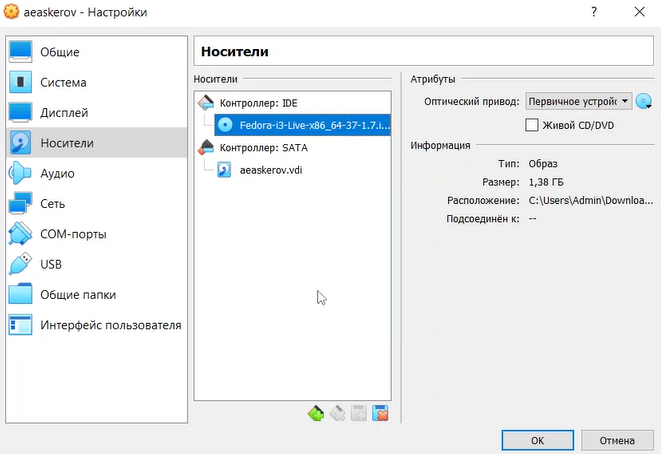 aeaskerov - Настройки
?
Общие
Система
Дисплей
Носители
Аудио
Сеть
COM-порты
USB
Общие папки
Интерфейс пользователя
Носители
Носители
Контроллер: IDE
Fedora-i3-Live-x86_64-37-1.7.i...
Контроллер: SATA
aeaskerov.vdi
Атрибуты
Оптический привод: Первичное устройс
Живой CD/DVD
Информация
Тип: Образ
Размер: 1,38 ГБ
Расположение: C:\Users\Admin\Downloa...
Подсоединён к: --
OK
Отмена